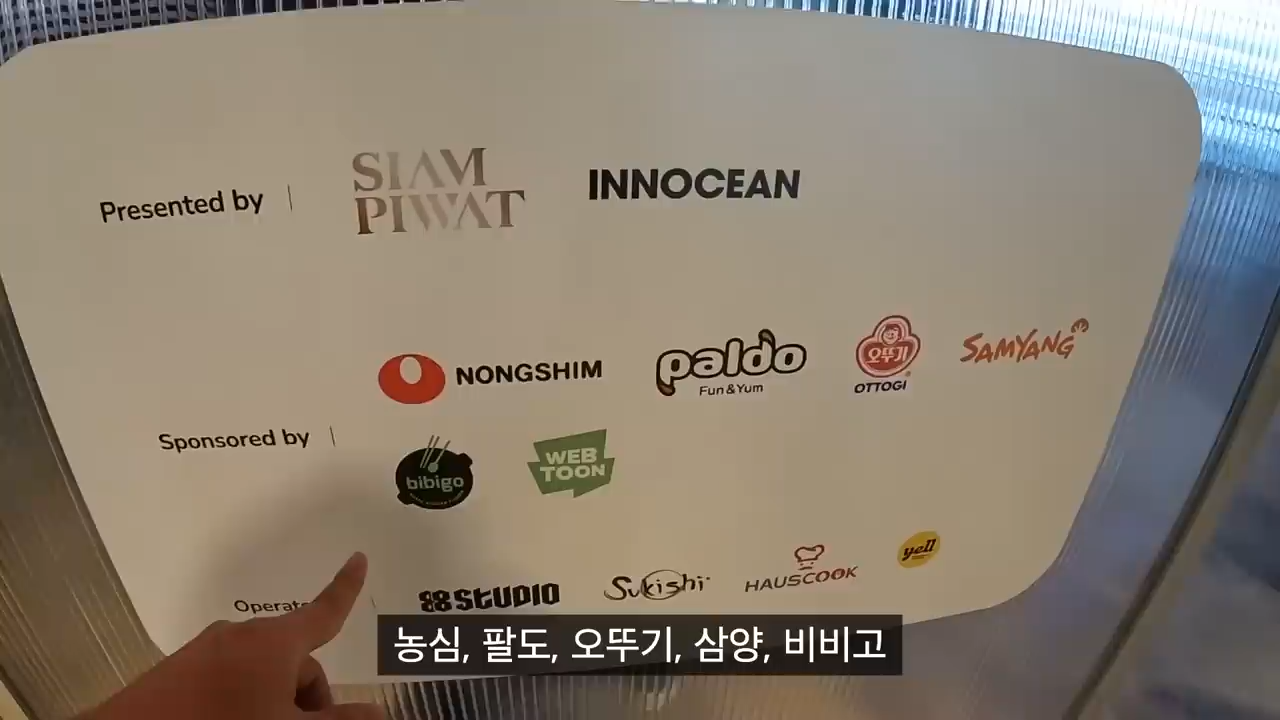 Presented by | SIAM PIWAT INNOCEAN
NONGSHIM paldo Fun & Yum 오뚜기 OTTOGI SAMYANG
Sponsored by |
bibigo WEB TOON
STUDIO Sukishi HAUSCOOK yell
농심, 팔도, 오뚜기, 삼양, 비비고